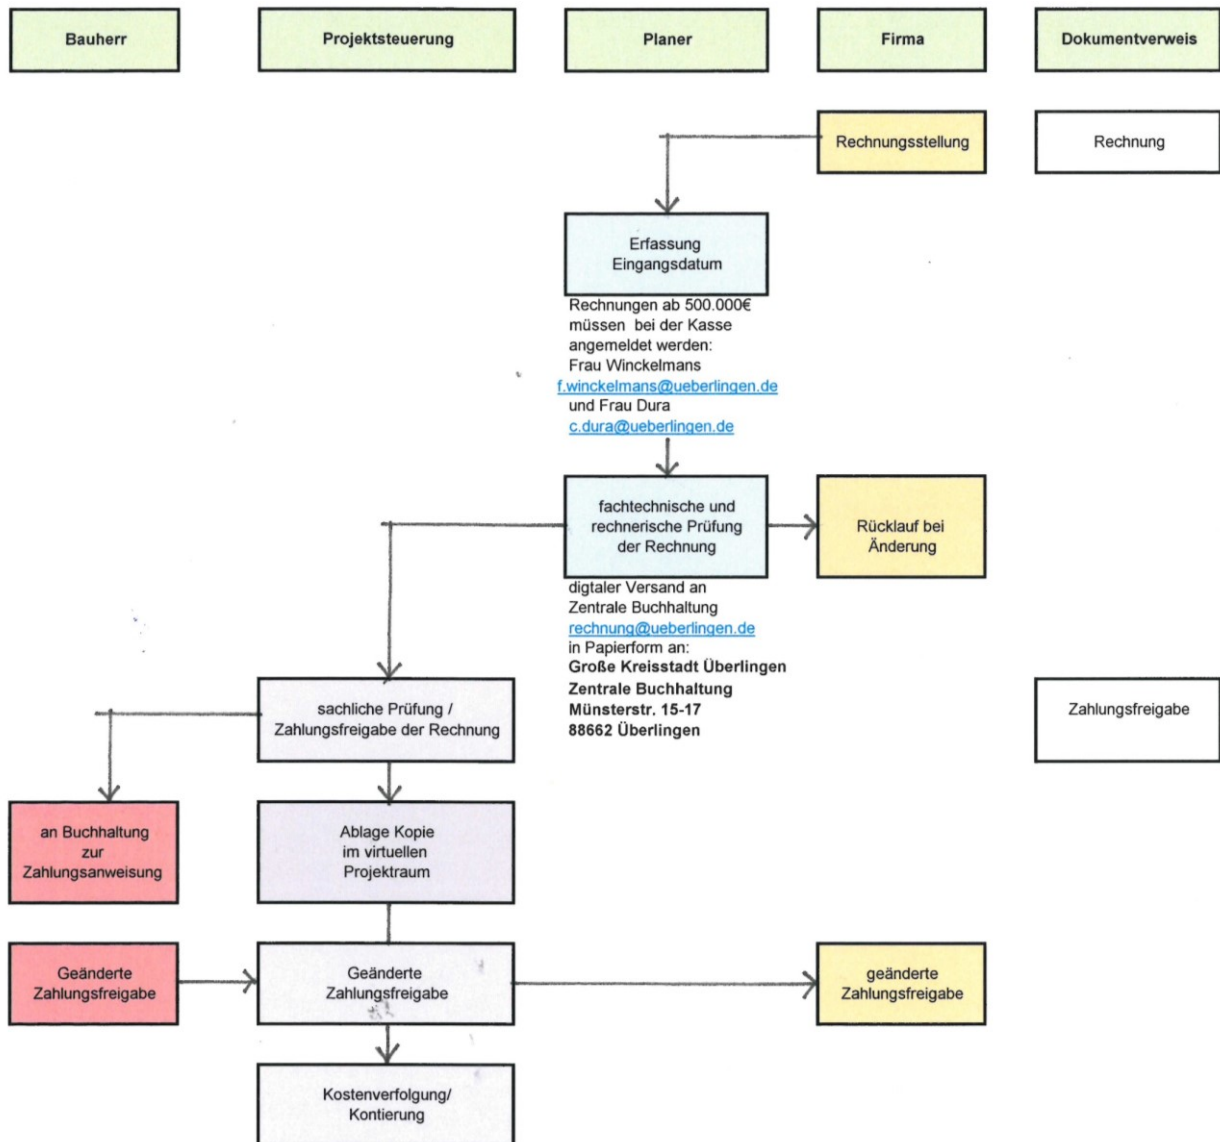 Bauherr
Projektsteuerung
Planer
Firma
Dokumentverweis
Rechnungsstellung
Rechnung
Erfassung
Eingangsdatum
Rechnungen ab 500.000€
müssen bei der Kasse
angemeldet werden:
Frau Winckelmans
f.winckelmans@ueberlingen.de
und Frau Dura
c.dura@ueberlingen.de
fachtechnische und
rechnerische Prüfung
der Rechnung
Rücklauf bei
Änderung
digtaler Versand an
Zentrale Buchhaltung
rechnung@ueberlingen.de
in Papierform an:
Große Kreisstadt Überlingen
Zentrale Buchhaltung
Münsterstr. 15-17
88662 Überlingen
sachliche Prüfung /
Zahlungsfreigabe der Rechnung
Zahlungsfreigabe
an Buchhaltung
zur
Zahlungsanweisung
Ablage Kopie
im virtuellen
Projektraum
Geänderte
Zahlungsfreigabe
Geänderte
Zahlungsfreigabe
geänderte
Zahlungsfreigabe
Kostenverfolgung/
Kontierung